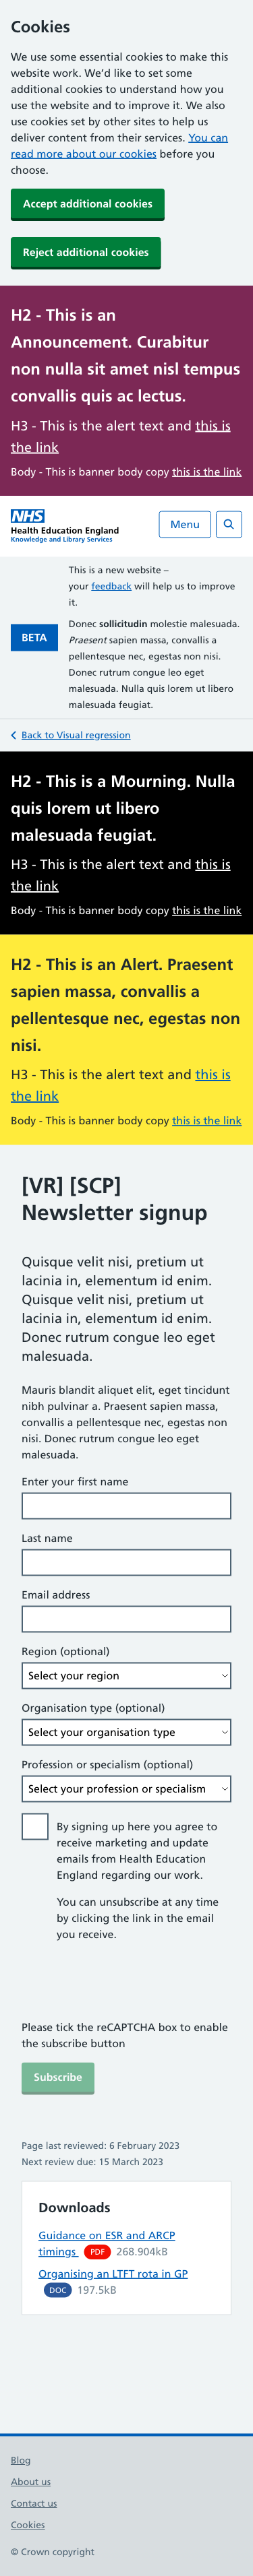 Cookies
We use some essential cookies to make this
website work. We’d like to set some
additional cookies to understand how you
use the website and to improve it. We also
use cookies set by other sites to help us
deliver content from their services. You can
read more about our cookies before you
choose.
Accept additional cookies
Reject additional cookies
H2 - This is an
Announcement. Curabitur
non nulla sit amet nisl tempus
convallis quis ac lectus.
H3 - This is the alert text and this is
the link
Body - This is banner body copy this is the link
NHS
Health Education England
Knowledge and Library Services
Menu
This is a new website –
your feedback will help us to improve
it.
BETA
Donec sollicitudin molestie malesuada.
Praesent sapien massa, convallis a
pellentesque nec, egestas non nisi.
Donec rutrum congue leo eget
malesuada. Nulla quis lorem ut libero
malesuada feugiat.
Back to Visual regression
H2 - This is a Mourning. Nulla
quis lorem ut libero
malesuada feugiat.
H3 - This is the alert text and this is
the link
Body - This is banner body copy this is the link
H2 - This is an Alert. Praesent
sapien massa, convallis a
pellentesque nec, egestas non
nisi.
H3 - This is the alert text and this is
the link
Body - This is banner body copy this is the link
[VR] [SCP]
Newsletter signup
Quisque velit nisi, pretium ut
lacinia in, elementum id enim.
Quisque velit nisi, pretium ut
lacinia in, elementum id enim.
Donec rutrum congue leo eget
malesuada.
Mauris blandit aliquet elit, eget tincidunt
nibh pulvinar a. Praesent sapien massa,
convallis a pellentesque nec, egestas non
nisi. Donec rutrum congue leo eget
malesuada.
Enter your first name
Last name
Email address
Region (optional)
Select your region
Organisation type (optional)
Select your organisation type
Profession or specialism (optional)
Select your profession or specialism
By signing up here you agree to
receive marketing and update
emails from Health Education
England regarding our work.
You can unsubscribe at any time
by clicking the link in the email
you receive.
Please tick the reCAPTCHA box to enable
the subscribe button
Subscribe
Page last reviewed: 6 February 2023
Next review due: 15 March 2023
Downloads
Guidance on ESR and ARCP
timings PDF 268.904kB
Organising an LTFT rota in GP
DOC 197.5kB
Blog
About us
Contact us
Cookies
© Crown copyright